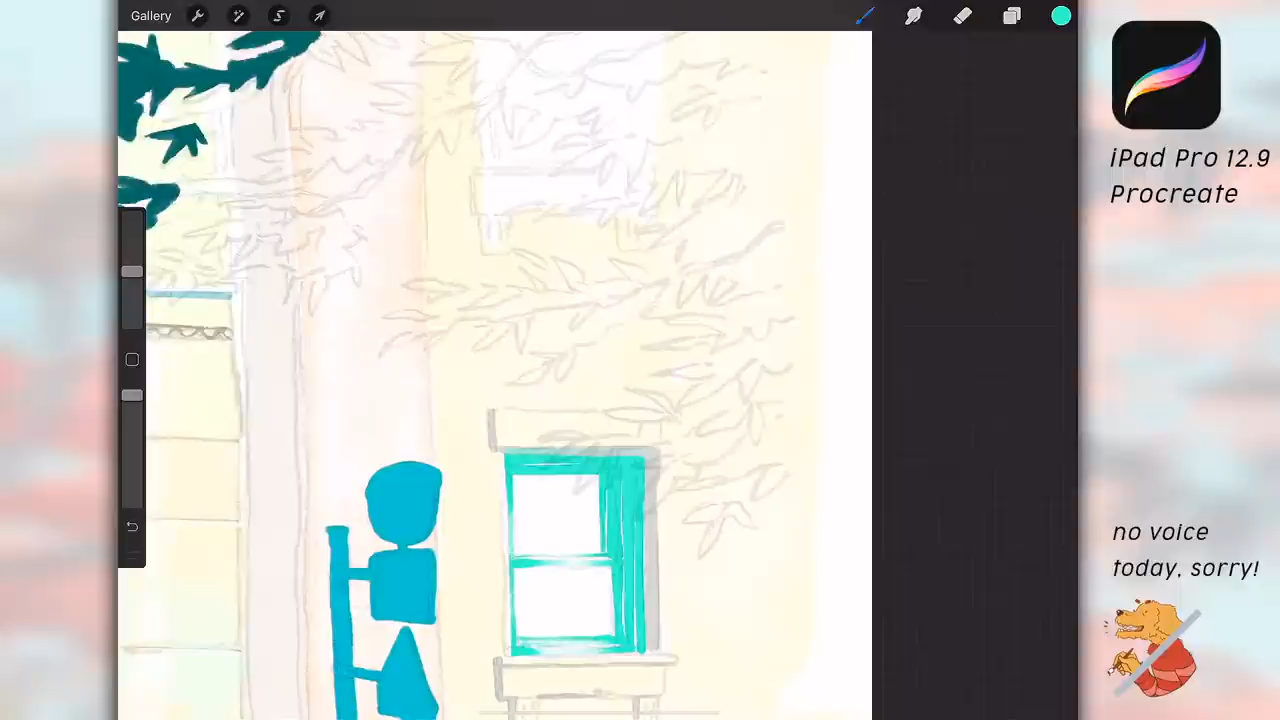 Gallery
iPad Pro 12.9
Procreate
no voice
today, sorry!